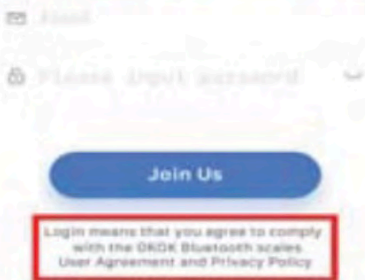 Email
Please input password
Join Us
Login means that you agree to comply
with the OKOK Bluetooth scales
User Agreement and Privacy Policy